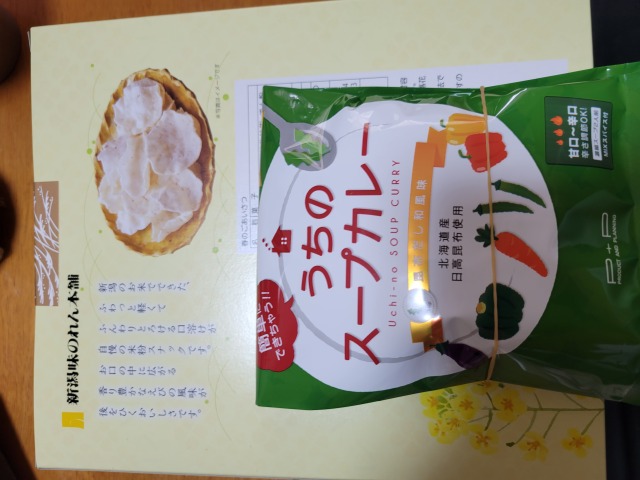 新潟味のれん本舗
新潟のお米でできた、
ふわっと軽くて
ふんわりとろける口溶けが
自慢の米粉スナックです。
お口の中に広がる
香り豊かなえびの風味が
後をひくおいしさです。
※写真はイメージです
春のごあいさつ
名 称 菓 子
簡単に
できちゃう!!
うちの
スープカレー
Uchi-no SOUP CURRY
だし和風味
北海道産
日高昆布使用
甘口〜辛口
辛さ調節OK!
濃縮スープ2人前
MIXスパイス付
P+P
PRODUCT AND PLANNING